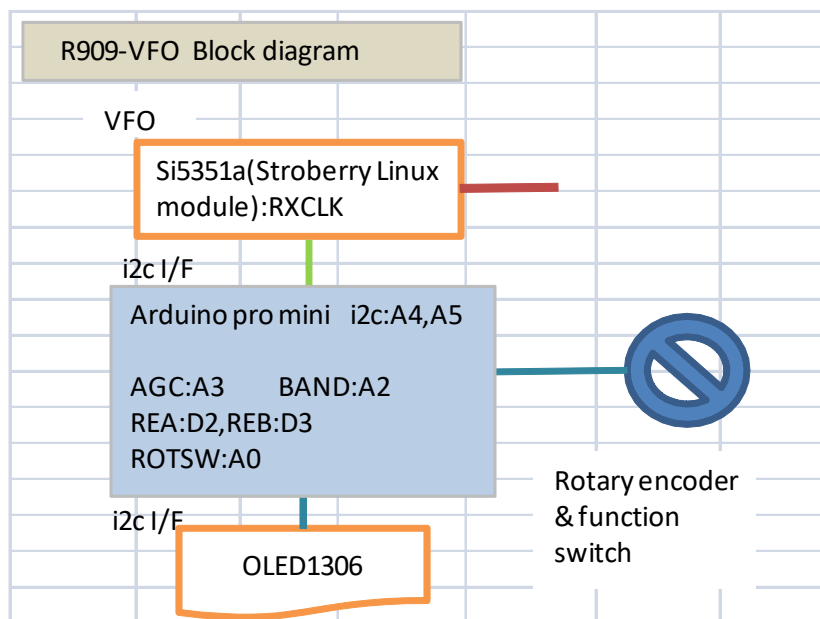 R909-VFO Block diagram
VFO
Si5351a(Stroberry Linux
module):RXCLK
i2c I/F
Arduino pro mini i2c:A4,A5
AGC:A3 BAND:A2
REA:D2,REB:D3
ROTSW:A0
i2c I/F
OLED1306
Rotary encoder
& function
switch